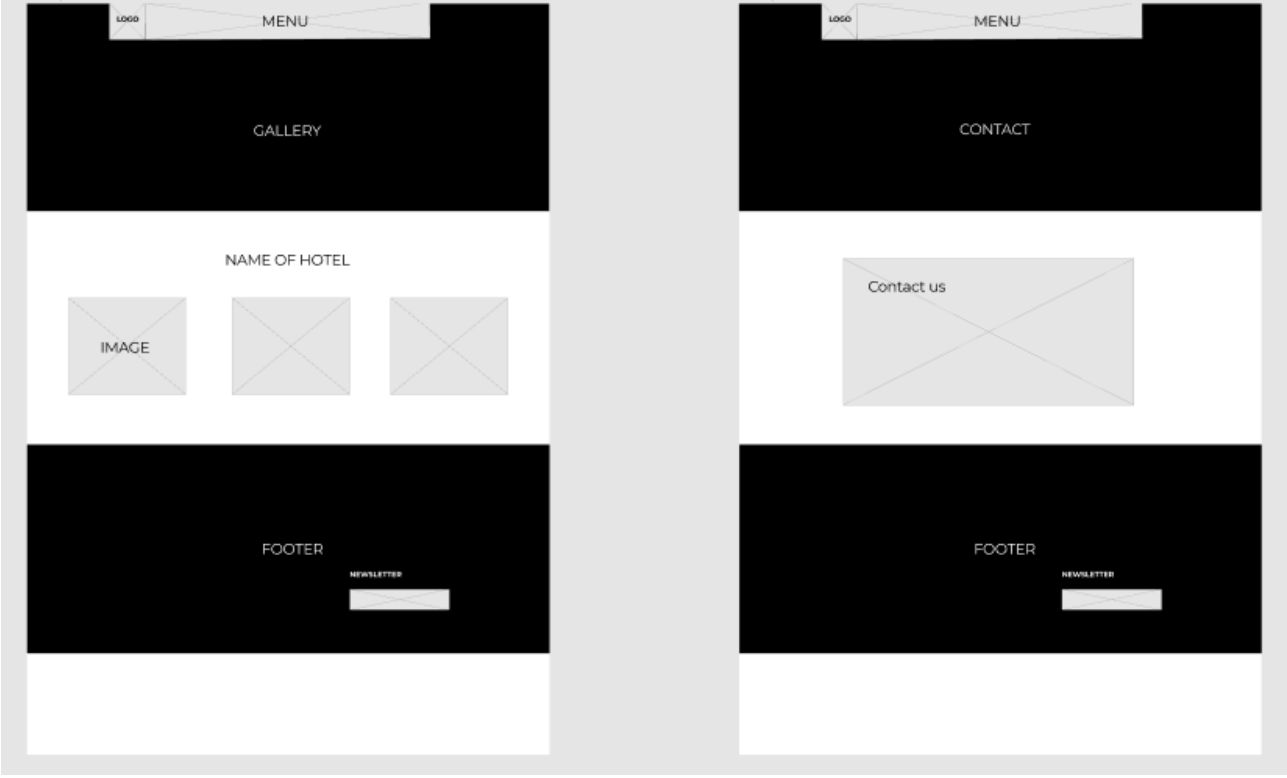 LOGO
MENU
GALLERY
NAME OF HOTEL
IMAGE
FOOTER
NEWSLETTER
LOGO
MENU
CONTACT
Contact us
FOOTER
NEWSLETTER